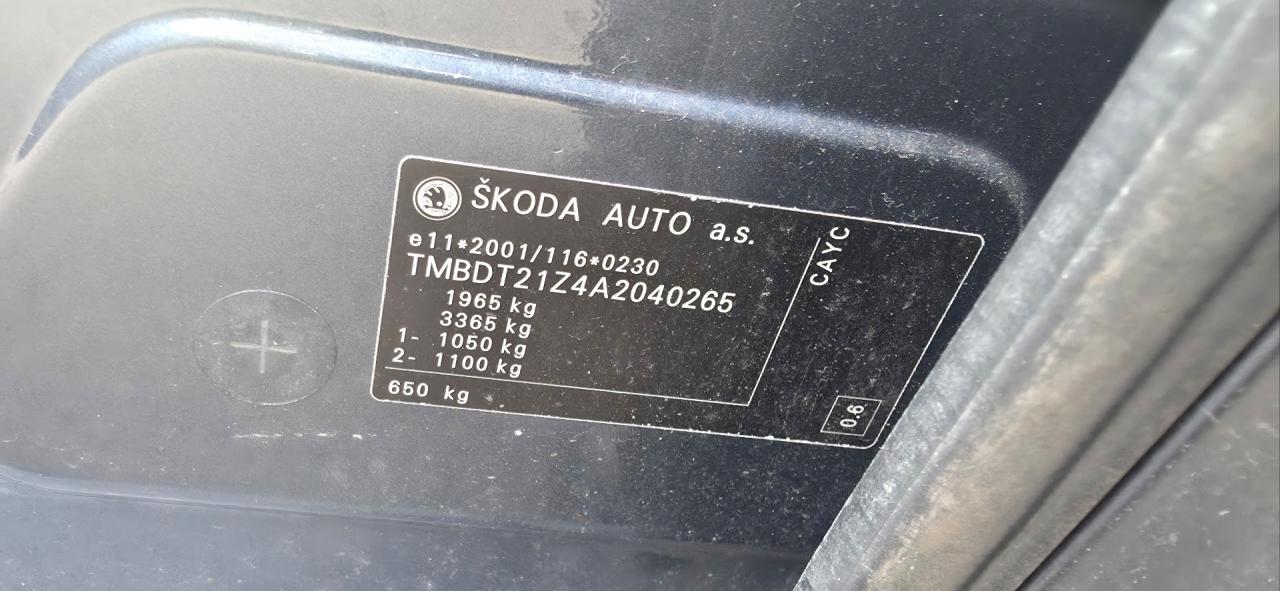 ŠKODA AUTO a.s.
e11*2001/116*0230
TMBDT21Z4A2040265
1965 kg
3365 kg
1- 1050 kg
2- 1100 kg
650 kg
CAYC
0.6